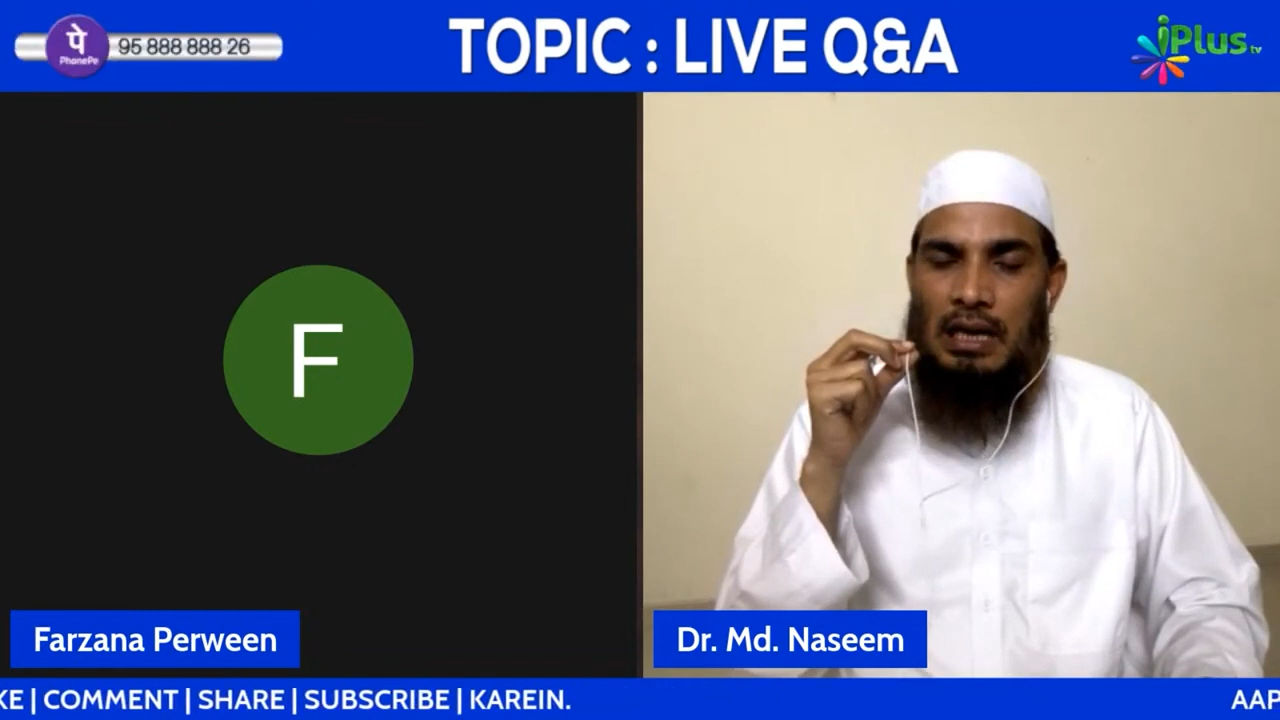 पे
PhonePe
95 888 888 26
TOPIC : LIVE Q&A
iPlus tv
F
Farzana Perween
Dr. Md. Naseem
KE | COMMENT | SHARE | SUBSCRIBE | KAREIN.
AAP